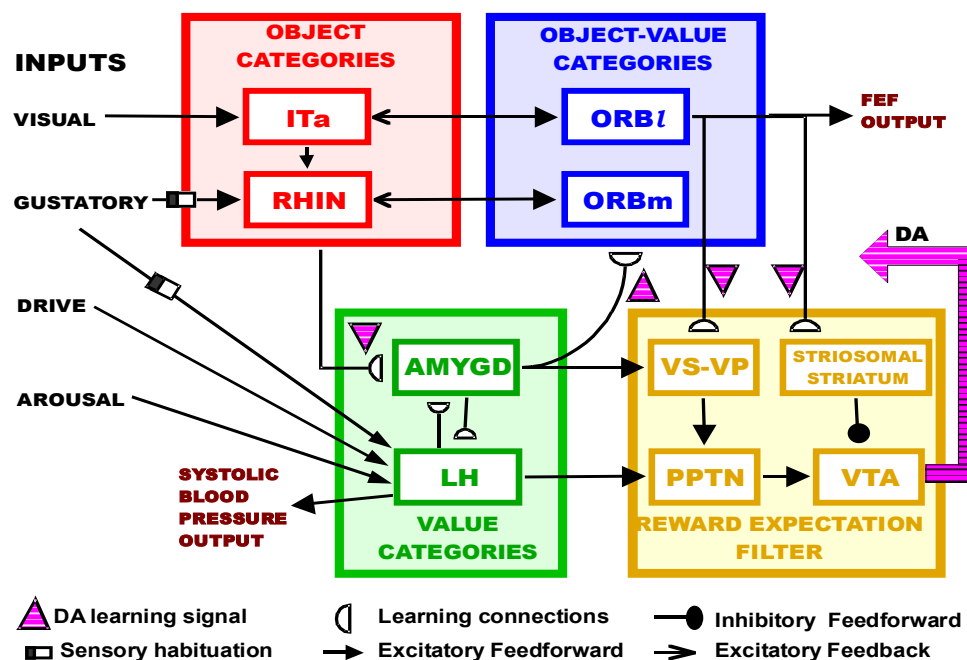 OBJECT
CATEGORIES
OBJECT-VALUE
CATEGORIES
INPUTS
VISUAL
ITa
ORBl
FEF
OUTPUT
GUSTATORY
RHIN
ORBm
DA
DRIVE
AMYGD
VS-VP
STRIOSOMAL
STRIATUM
AROUSAL
LH
PPTN
VTA
SYSTOLIC
BLOOD
PRESSURE
OUTPUT
VALUE
CATEGORIES
REWARD EXPECTATION
FILTER
DA learning signal
Learning connections
Inhibitory Feedforward
Sensory habituation
Excitatory Feedforward
Excitatory Feedback